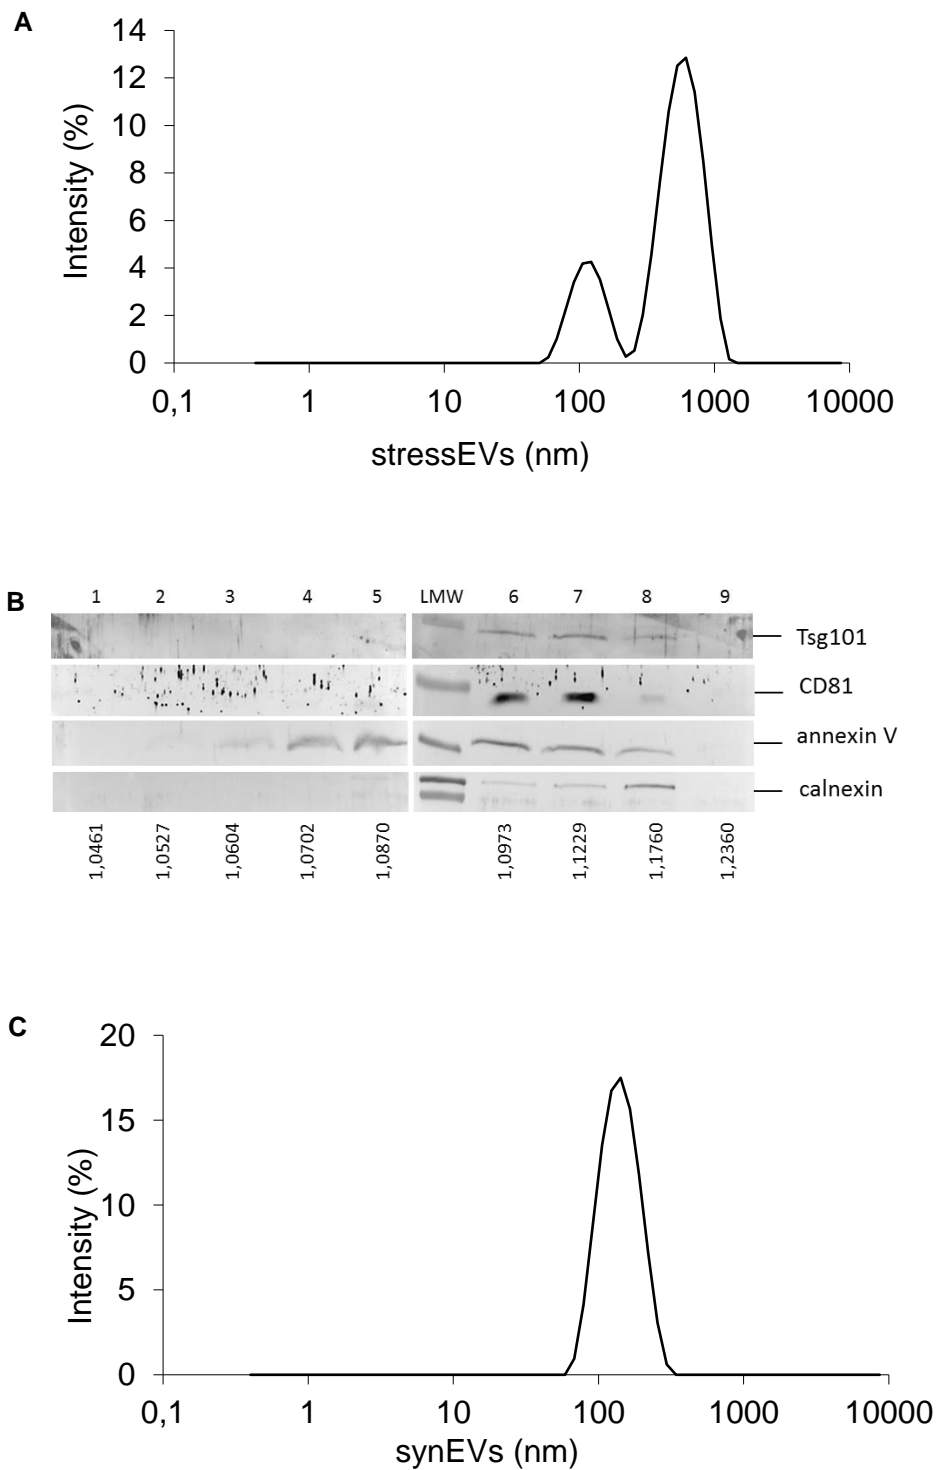 A
14
12
10
8
6
4
2
0
Intensity (%)
0,1 1 10 100 1000 10000
stressEVs (nm)
B
1 2 3 4 5 LMW 6 7 8 9
Tsg101
CD81
annexin V
calnexin
1,0461 1,0527 1,0604 1,0702 1,0870 1,0973 1,1229 1,1760 1,2360
C
20
15
10
5
0
Intensity (%)
0,1 1 10 100 1000 10000
synEVs (nm)